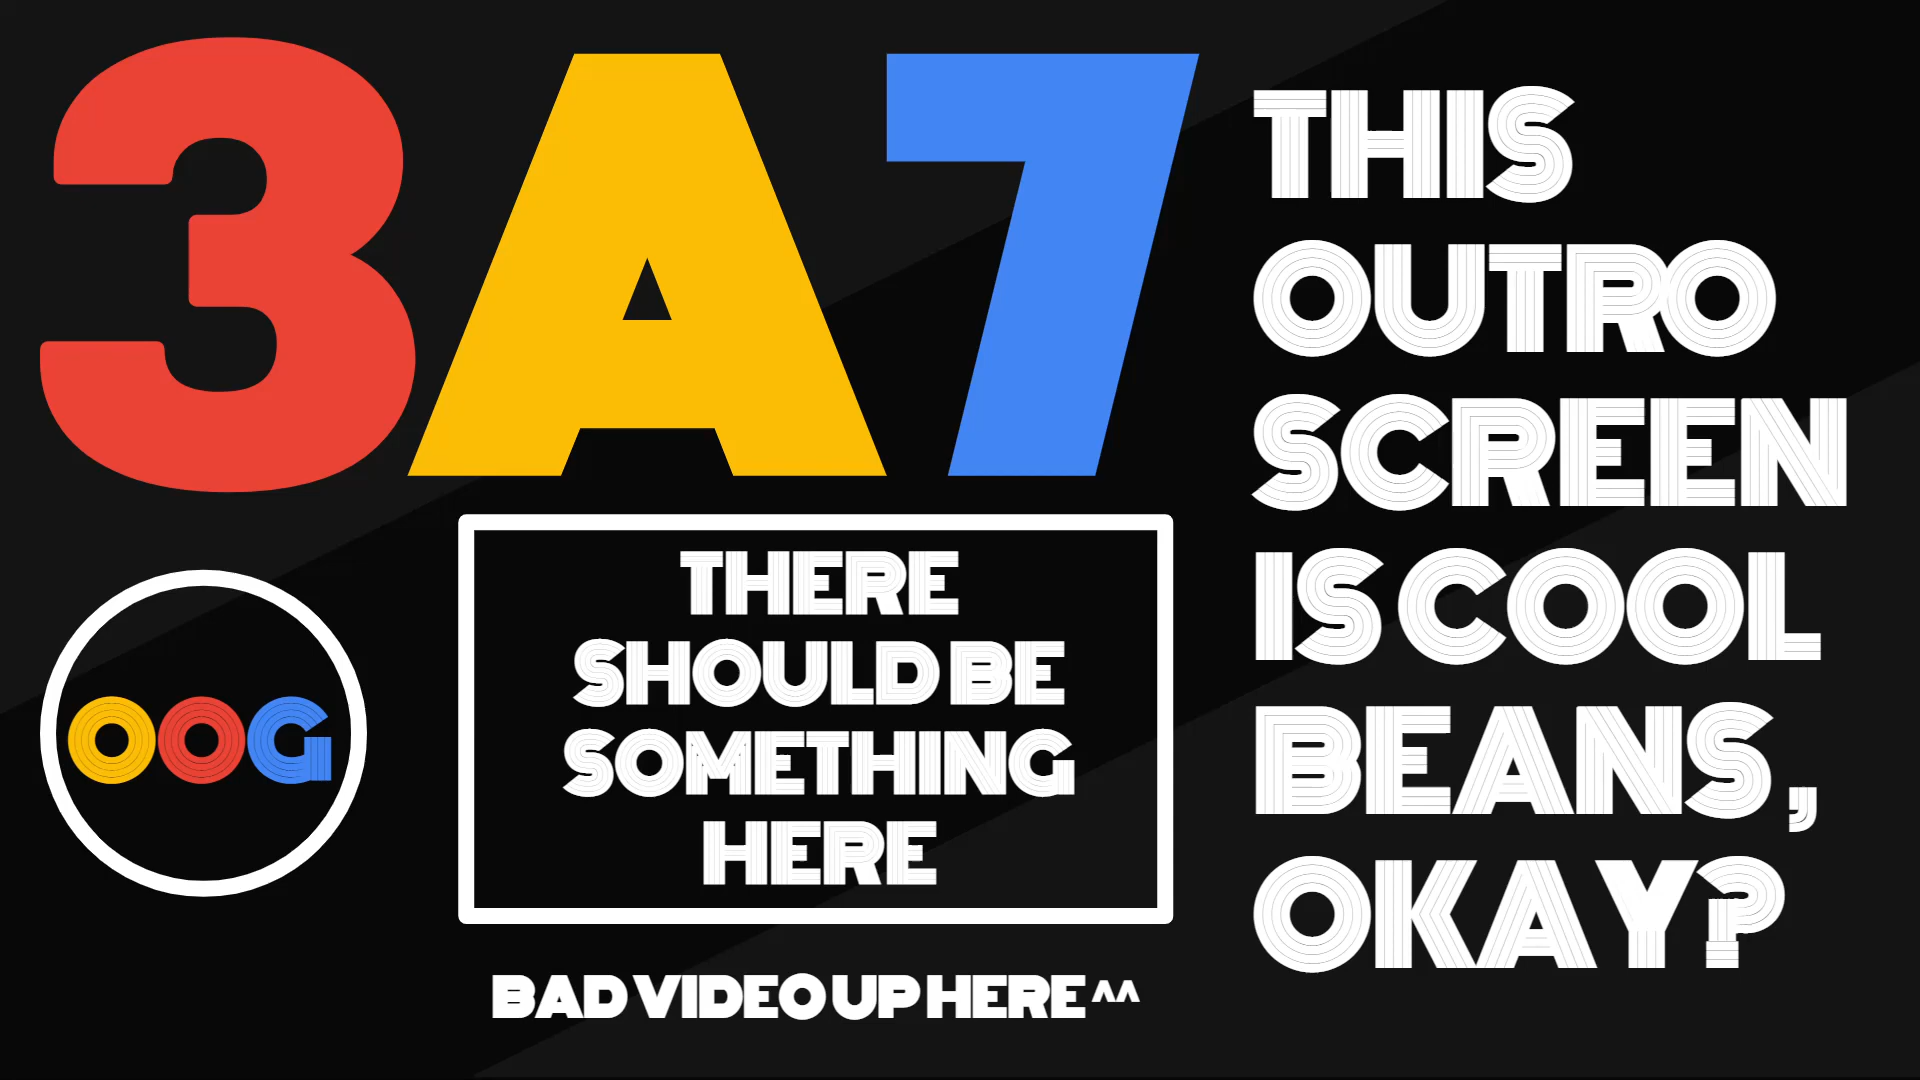 3A7
THIS
OUTRO
SCREEN
IS COOL
BEANS,
OKAY?
OOG
THERE
SHOULD BE
SOMETHING
HERE
BAD VIDEO UP HERE ^^